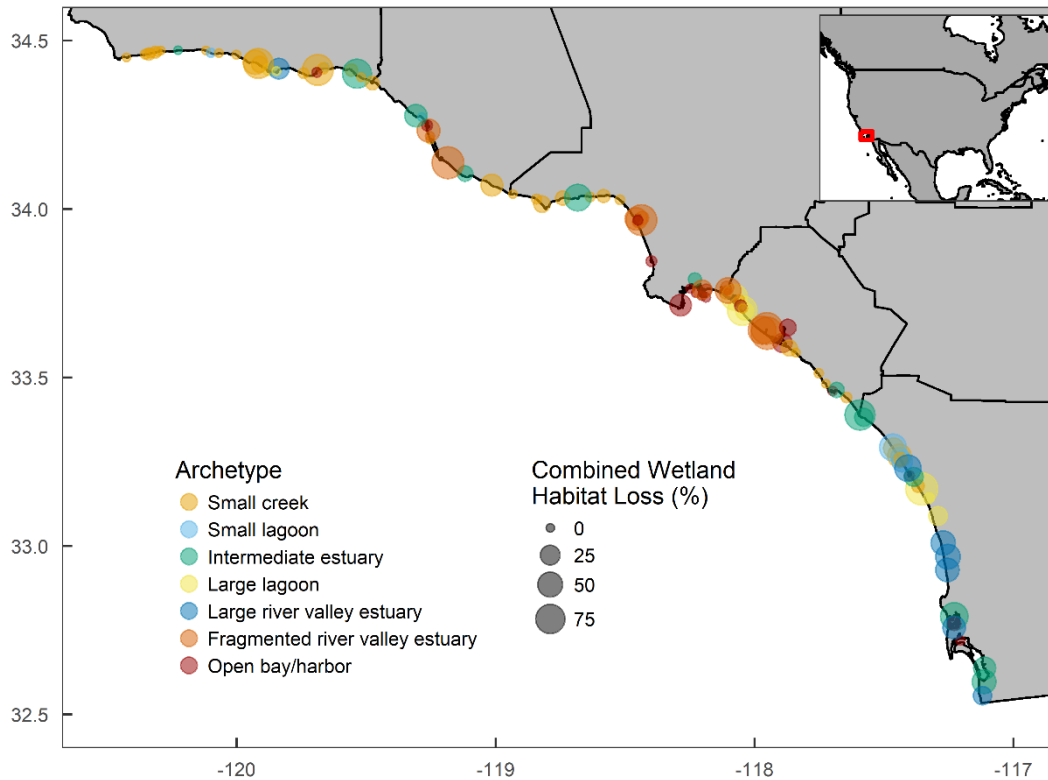 34.5
34.0
33.5
33.0
32.5
Archetype
Small creek
Small lagoon
Intermediate estuary
Large lagoon
Large river valley estuary
Fragmented river valley estuary
Open bay/harbor
Combined Wetland
Habitat Loss (%)
0
25
50
75
-120
-119
-118
-117